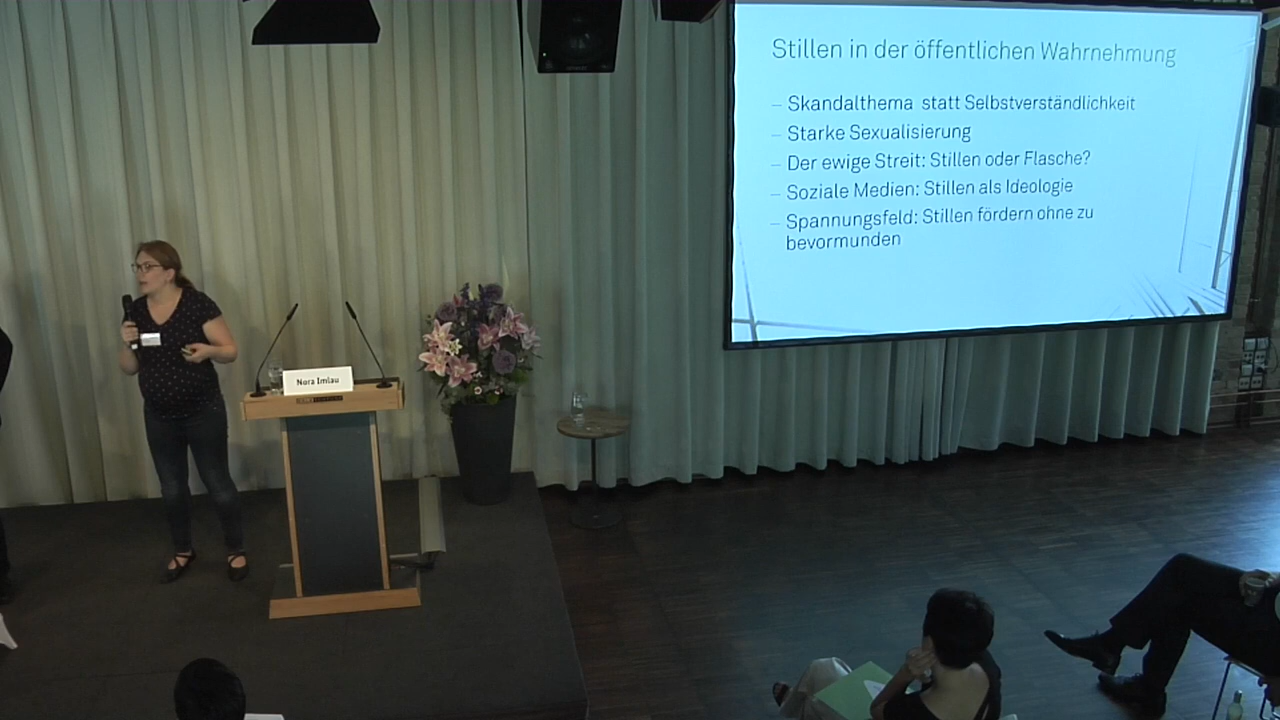 Stillen in der öffentlichen Wahrnehmung
– Skandalthema statt Selbstverständlichkeit
– Starke Sexualisierung
– Der ewige Streit: Stillen oder Flasche?
– Soziale Medien: Stillen als Ideologie
– Spannungsfeld: Stillen fördern ohne zu
bevormunden
Nora Imlau